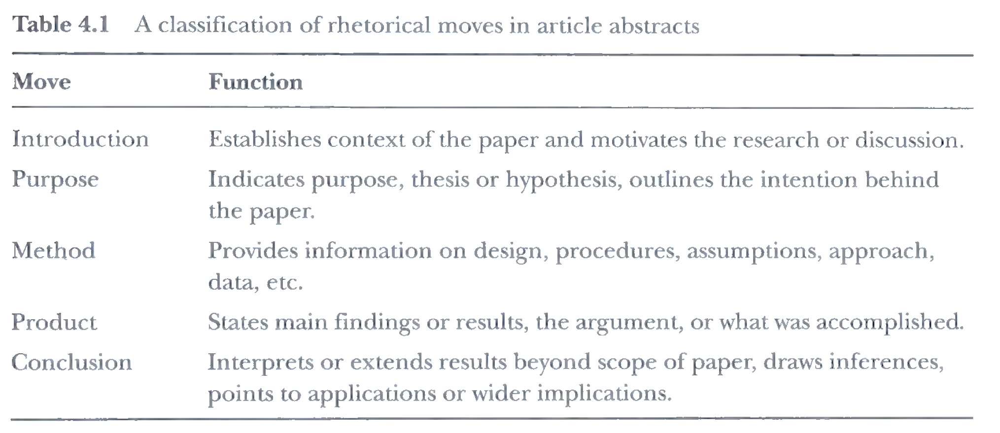 Table 4.1 A classification of rhetorical moves in article abstracts
Move Function
Introduction Establishes context of the paper and motivates the research or discussion.
Purpose Indicates purpose, thesis or hypothesis, outlines the intention behind
the paper.
Method Provides information on design, procedures, assumptions, approach,
data, etc.
Product States main findings or results, the argument, or what was accomplished.
Conclusion Interprets or extends results beyond scope of paper, draws inferences,
points to applications or wider implications.